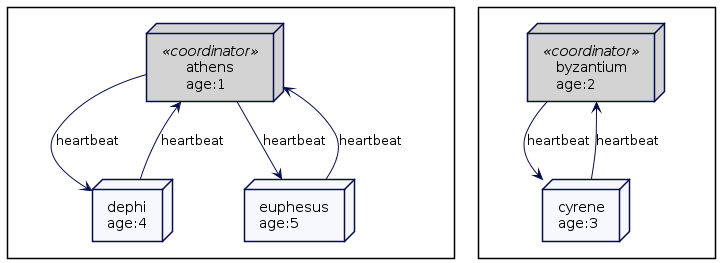 «coordinator»
athens
age:1
heartbeat
heartbeat
heartbeat
heartbeat
dephi
age:4
euphesus
age:5
«coordinator»
byzantium
age:2
heartbeat
heartbeat
cyrene
age:3